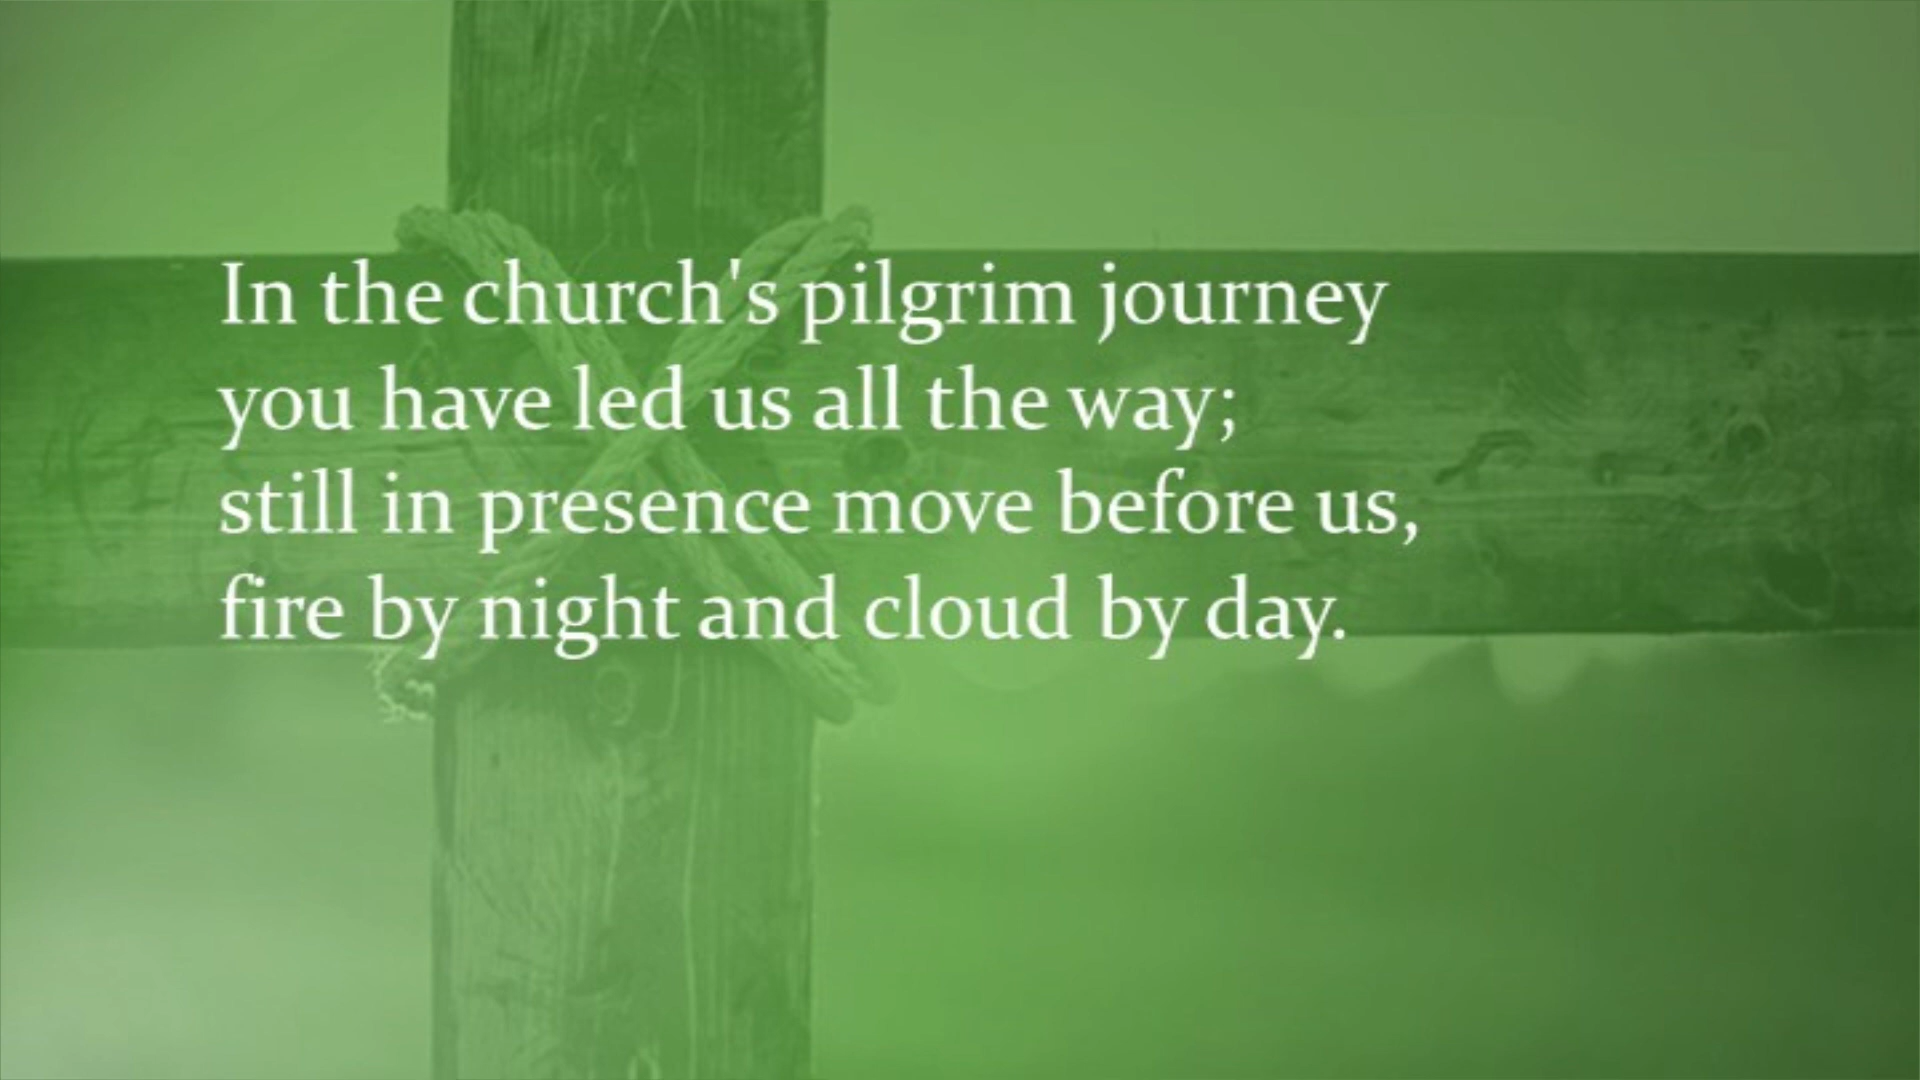 In the church's pilgrim journey
you have led us all the way;
still in presence move before us,
fire by night and cloud by day.